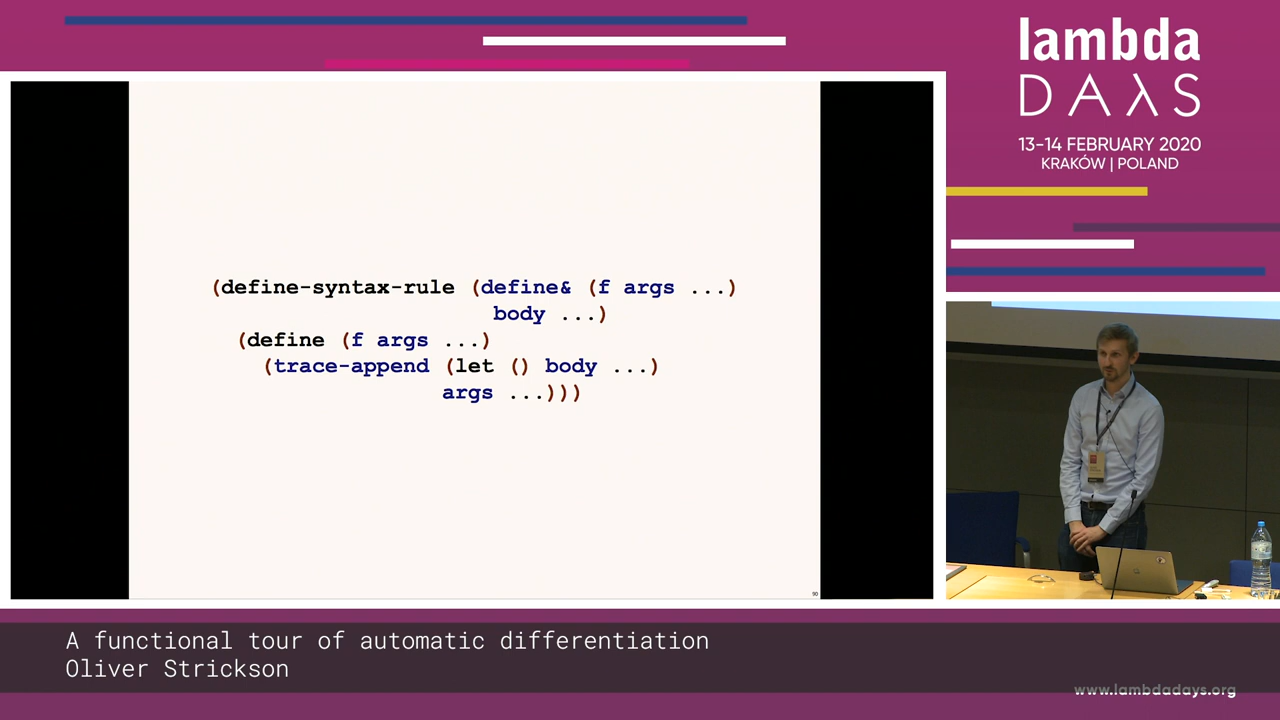 lambda
DAλS
13-14 FEBRUARY 2020
KRAKÓW | POLAND
(define-syntax-rule (define& (f args ...)
body ...)
(define (f args ...)
(trace-append (let () body ...)
args ...)))
90
A functional tour of automatic differentiation
Oliver Strickson
www.lambdadays.org